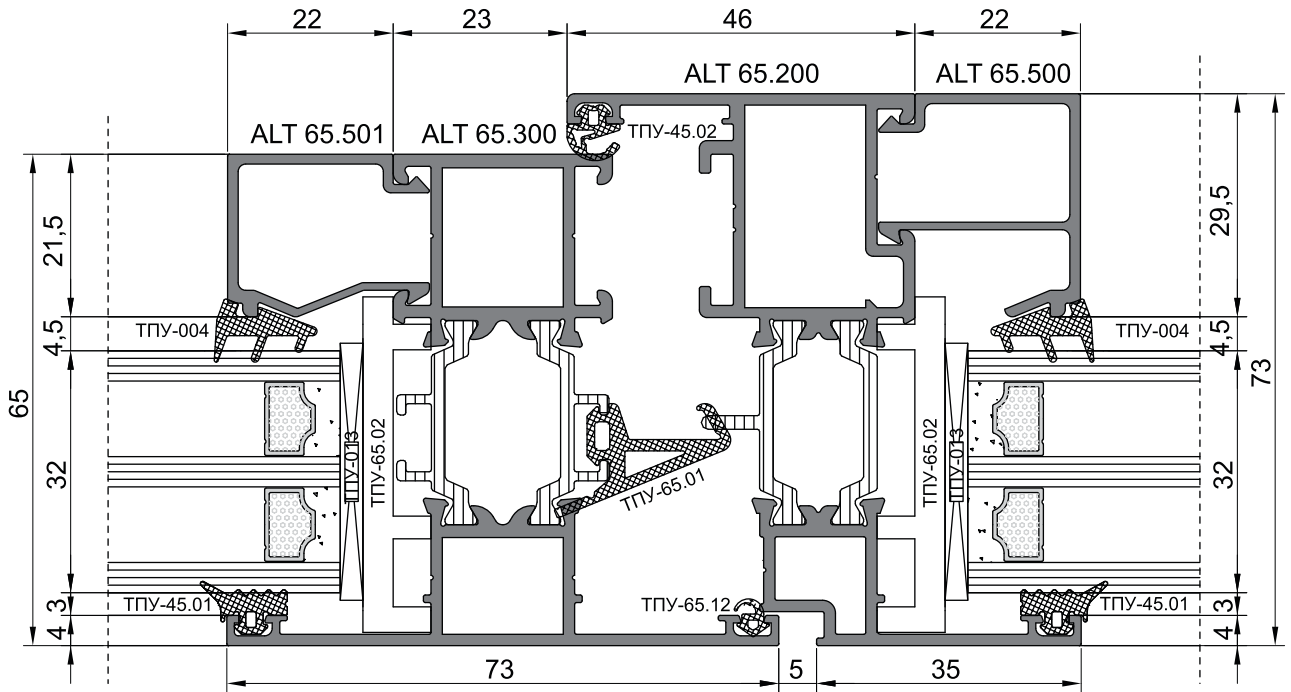 22
23
46
22
ALT 65.200
ALT 65.500
ALT 65.501
ALT 65.300
ТПУ-45.02
21,5
29,5
ТПУ-004
ТПУ-004
4,5
4,5
65
73
32
32
ТПУ-013
ТПУ-65.02
ТПУ-65.01
ТПУ-65.02
ТПУ-013
ТПУ-45.01
ТПУ-65.12
ТПУ-45.01
3
3
4
4
73
5
35